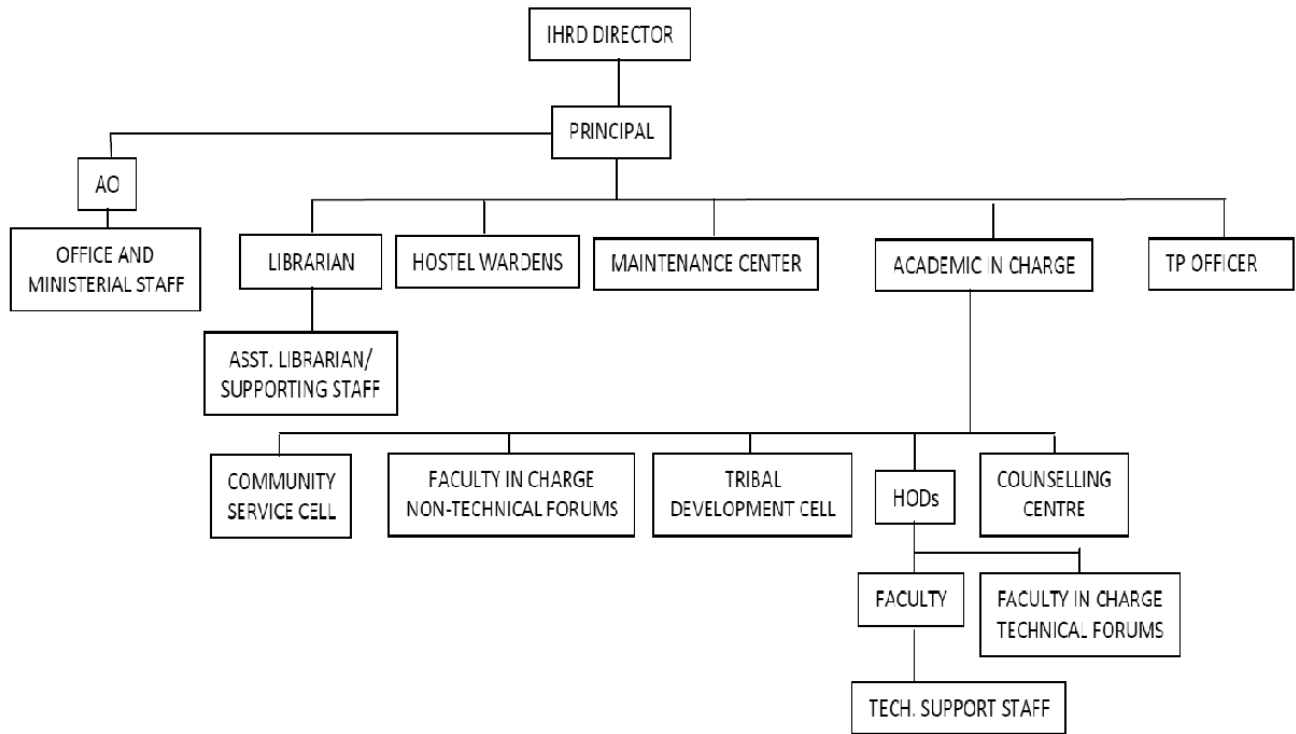 IHRD DIRECTOR
PRINCIPAL
AO
OFFICE AND
MINISTERIAL STAFF
LIBRARIAN
HOSTEL WARDENS
MAINTENANCE CENTER
ACADEMIC IN CHARGE
TP OFFICER
ASST. LIBRARIAN/
SUPPORTING STAFF
COMMUNITY
SERVICE CELL
FACULTY IN CHARGE
NON-TECHNICAL FORUMS
TRIBAL
DEVELOPMENT CELL
HODs
COUNSELLING
CENTRE
FACULTY
FACULTY IN CHARGE
TECHNICAL FORUMS
TECH. SUPPORT STAFF